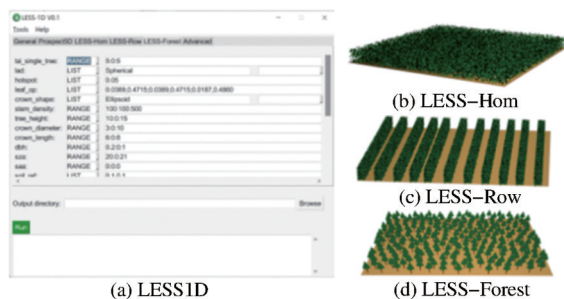 LESS-1D V0.1
Tools Help
General Prospect5D LESS-Hom LESS-Row LESS-Forest Advanced
lai_single_tree: RANGE 5:0:5
lad: LIST Spherical
hotspot: LIST 0.05
leaf_op: LIST 0.0389,0.4715,0.0389,0.4715,0.0187,0.4860
crown_shape: LIST Ellipsoid
stem_density: RANGE 100:100:500
tree_height: RANGE 10:0:15
crown_diameter: RANGE 3:0:10
crown_length: RANGE 8:0:8
dbh: RANGE 0.2:0:1
sza: RANGE 20:0:21
saa: RANGE 0:0:0
Output directory: Browse
Run
(a) LESS1D
(b) LESS-Hom
(c) LESS-Row
(d) LESS-Forest